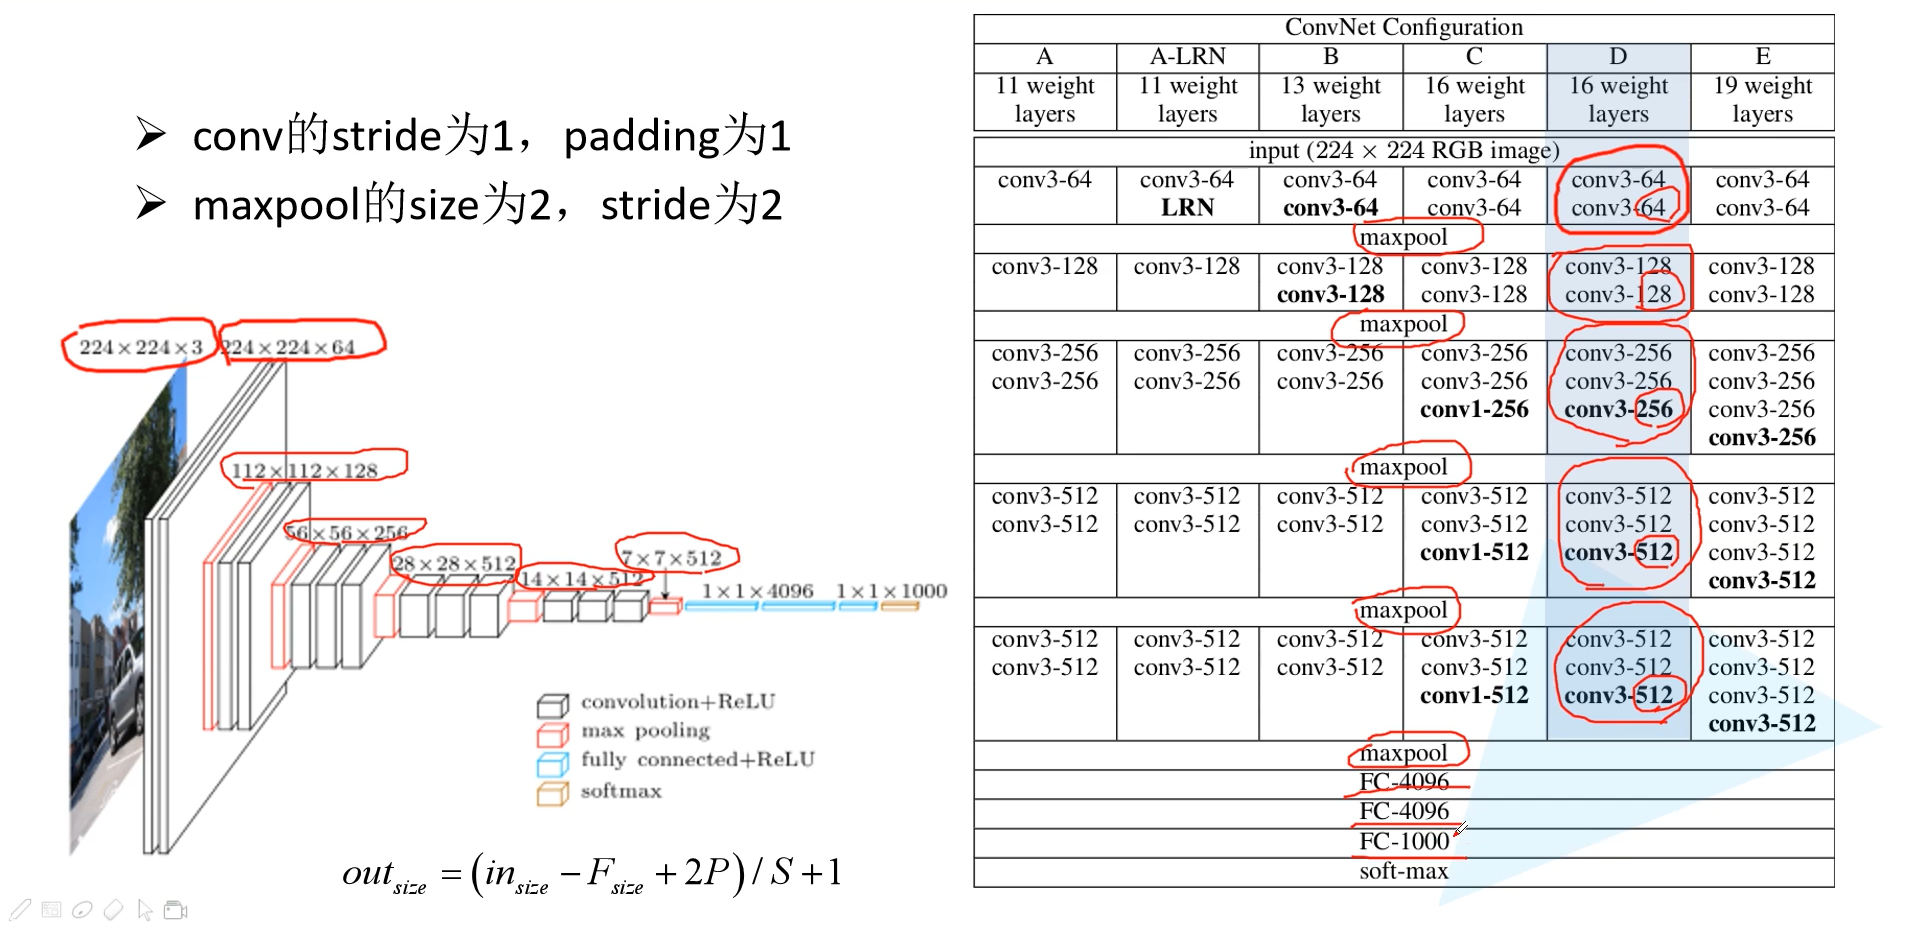 ➢ conv的stride为1，padding为1
➢ maxpool的size为2，stride为2
224×224×3 224×224×64
112×112×128
56×56×256
28×28×512
14×14×512
7×7×512
1×1×4096 1×1×1000
convolution+ReLU
max pooling
fully connected+ReLU
softmax
out_size = (in_size − F_size + 2P) / S + 1
ConvNet Configuration
A A-LRN B C D E
11 weight 11 weight 13 weight 16 weight 16 weight 19 weight
layers layers layers layers layers layers
input (224 × 224 RGB image)
conv3-64 conv3-64 conv3-64 conv3-64 conv3-64 conv3-64
LRN conv3-64 conv3-64 conv3-64 conv3-64
maxpool
conv3-128 conv3-128 conv3-128 conv3-128 conv3-128 conv3-128
conv3-128 conv3-128 conv3-128 conv3-128
maxpool
conv3-256 conv3-256 conv3-256 conv3-256 conv3-256 conv3-256
conv3-256 conv3-256 conv3-256 conv3-256 conv3-256 conv3-256
conv1-256 conv3-256 conv3-256
conv3-256
maxpool
conv3-512 conv3-512 conv3-512 conv3-512 conv3-512 conv3-512
conv3-512 conv3-512 conv3-512 conv3-512 conv3-512 conv3-512
conv1-512 conv3-512 conv3-512
conv3-512
maxpool
conv3-512 conv3-512 conv3-512 conv3-512 conv3-512 conv3-512
conv3-512 conv3-512 conv3-512 conv3-512 conv3-512 conv3-512
conv1-512 conv3-512 conv3-512
conv3-512
maxpool
FC-4096
FC-4096
FC-1000
soft-max